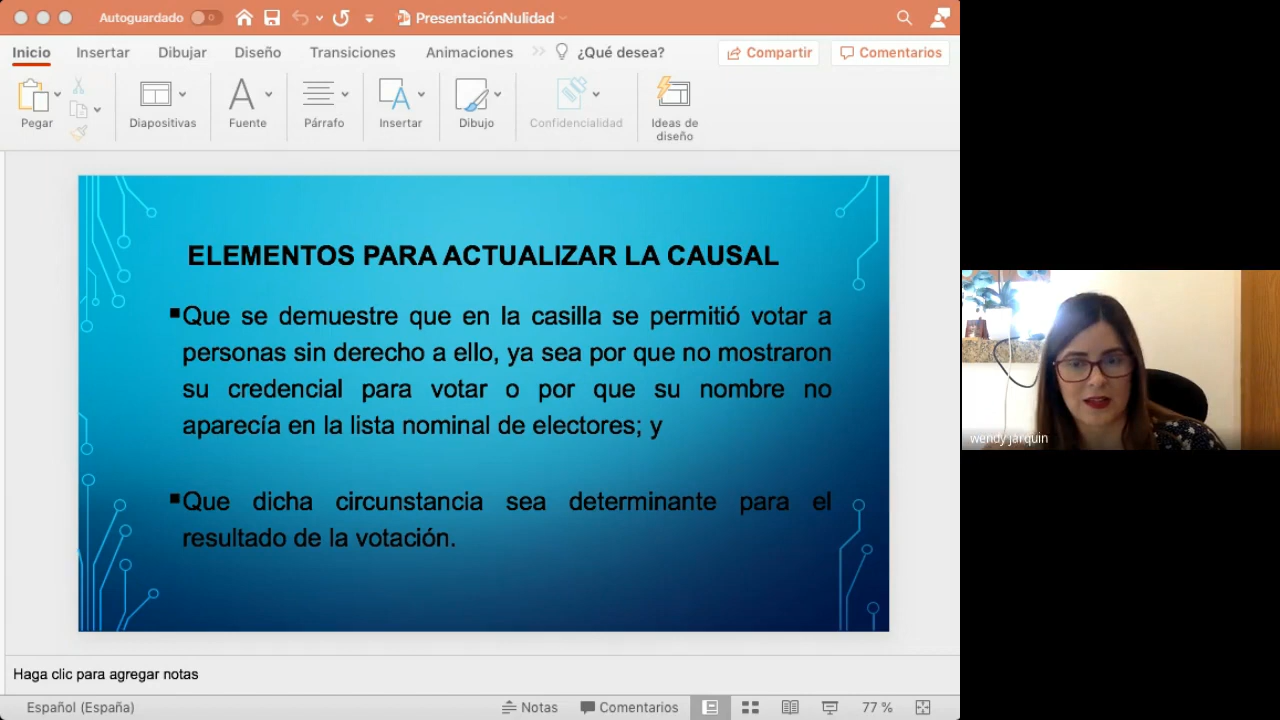 Autoguardado
PresentaciónNulidad
Inicio Insertar Dibujar Diseño Transiciones Animaciones ¿Qué desea? Compartir Comentarios
Pegar Diapositivas Fuente Párrafo Insertar Dibujo Confidencialidad Ideas de
diseño
ELEMENTOS PARA ACTUALIZAR LA CAUSAL
▪Que se demuestre que en la casilla se permitió votar a
personas sin derecho a ello, ya sea por que no mostraron
su credencial para votar o por que su nombre no
aparecía en la lista nominal de electores; y
▪Que dicha circunstancia sea determinante para el
resultado de la votación.
Haga clic para agregar notas
Español (España) Notas Comentarios 77 %
wendy jarquin